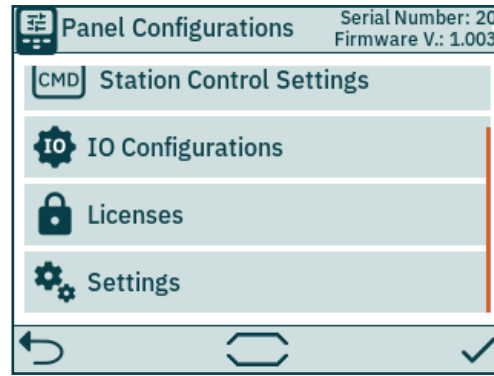 Panel Configurations
Serial Number: 20
Firmware V.: 1.003
CMD Station Control Settings
IO IO Configurations
Licenses
Settings